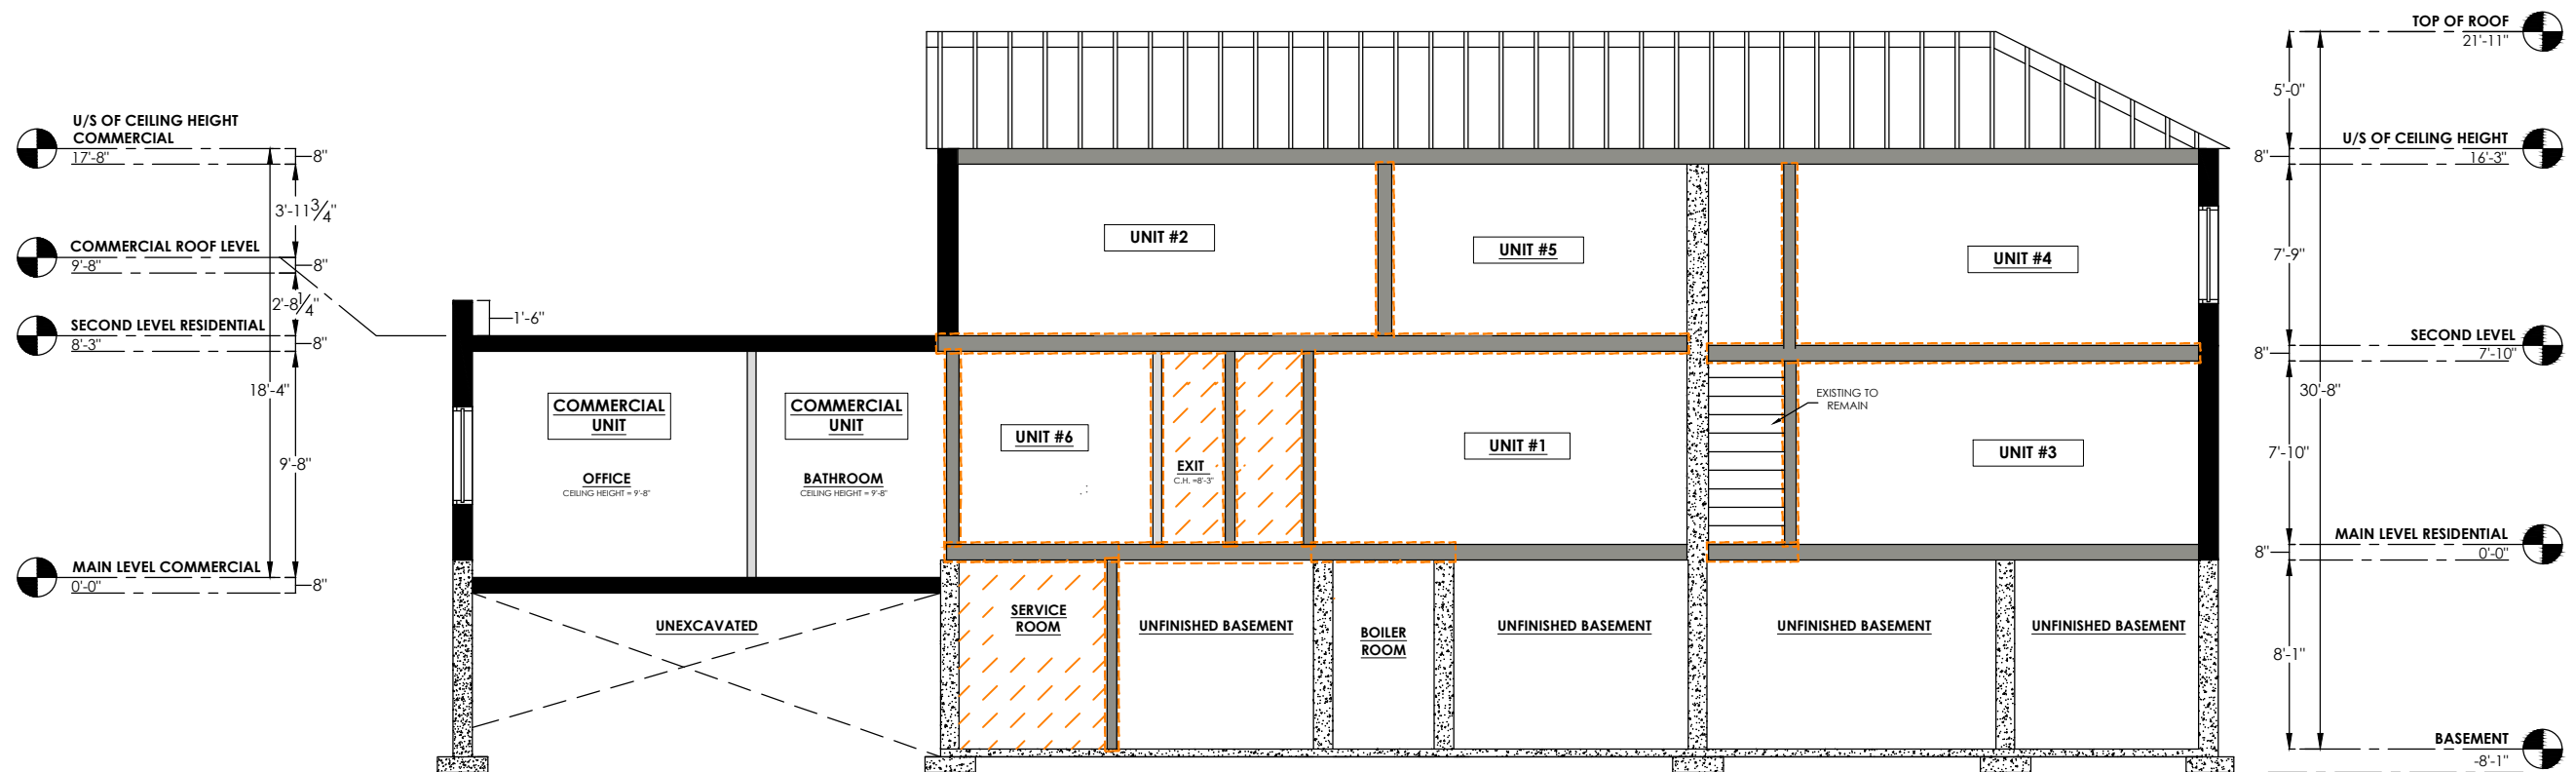 TOP OF ROOF
21'-11"
5'-0"
U/S OF CEILING HEIGHT
COMMERCIAL
17'-8"
8"
U/S OF CEILING HEIGHT
16'-3"
8"
3'-11 3/4"
COMMERCIAL ROOF LEVEL
9'-8"
8"
UNIT #2
UNIT #5
UNIT #4
7'-9"
2'-8 1/4"
1'-6"
SECOND LEVEL RESIDENTIAL
8'-3"
8"
SECOND LEVEL
7'-10"
8"
18'-4"
30'-8"
EXISTING TO
REMAIN
COMMERCIAL
UNIT
COMMERCIAL
UNIT
UNIT #6
UNIT #1
UNIT #3
7'-10"
9'-8"
EXIT
C.H. =8'-3"
OFFICE
CEILING HEIGHT = 9'-8"
BATHROOM
CEILING HEIGHT = 9'-8"
MAIN LEVEL RESIDENTIAL
0'-0"
8"
MAIN LEVEL COMMERCIAL
0'-0"
8"
UNEXCAVATED
SERVICE
ROOM
UNFINISHED BASEMENT
BOILER
ROOM
UNFINISHED BASEMENT
UNFINISHED BASEMENT
UNFINISHED BASEMENT
8'-1"
BASEMENT
-8'-1"